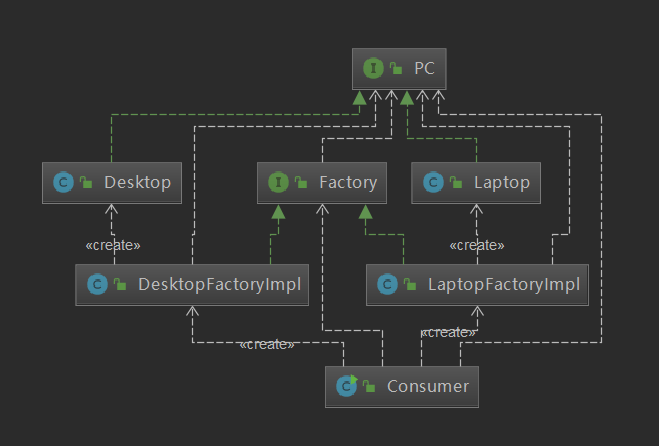 I PC
C Desktop
I Factory
C Laptop
«create»
«create»
C DesktopFactoryImpl
C LaptopFactoryImpl
«create»
«create»
C Consumer